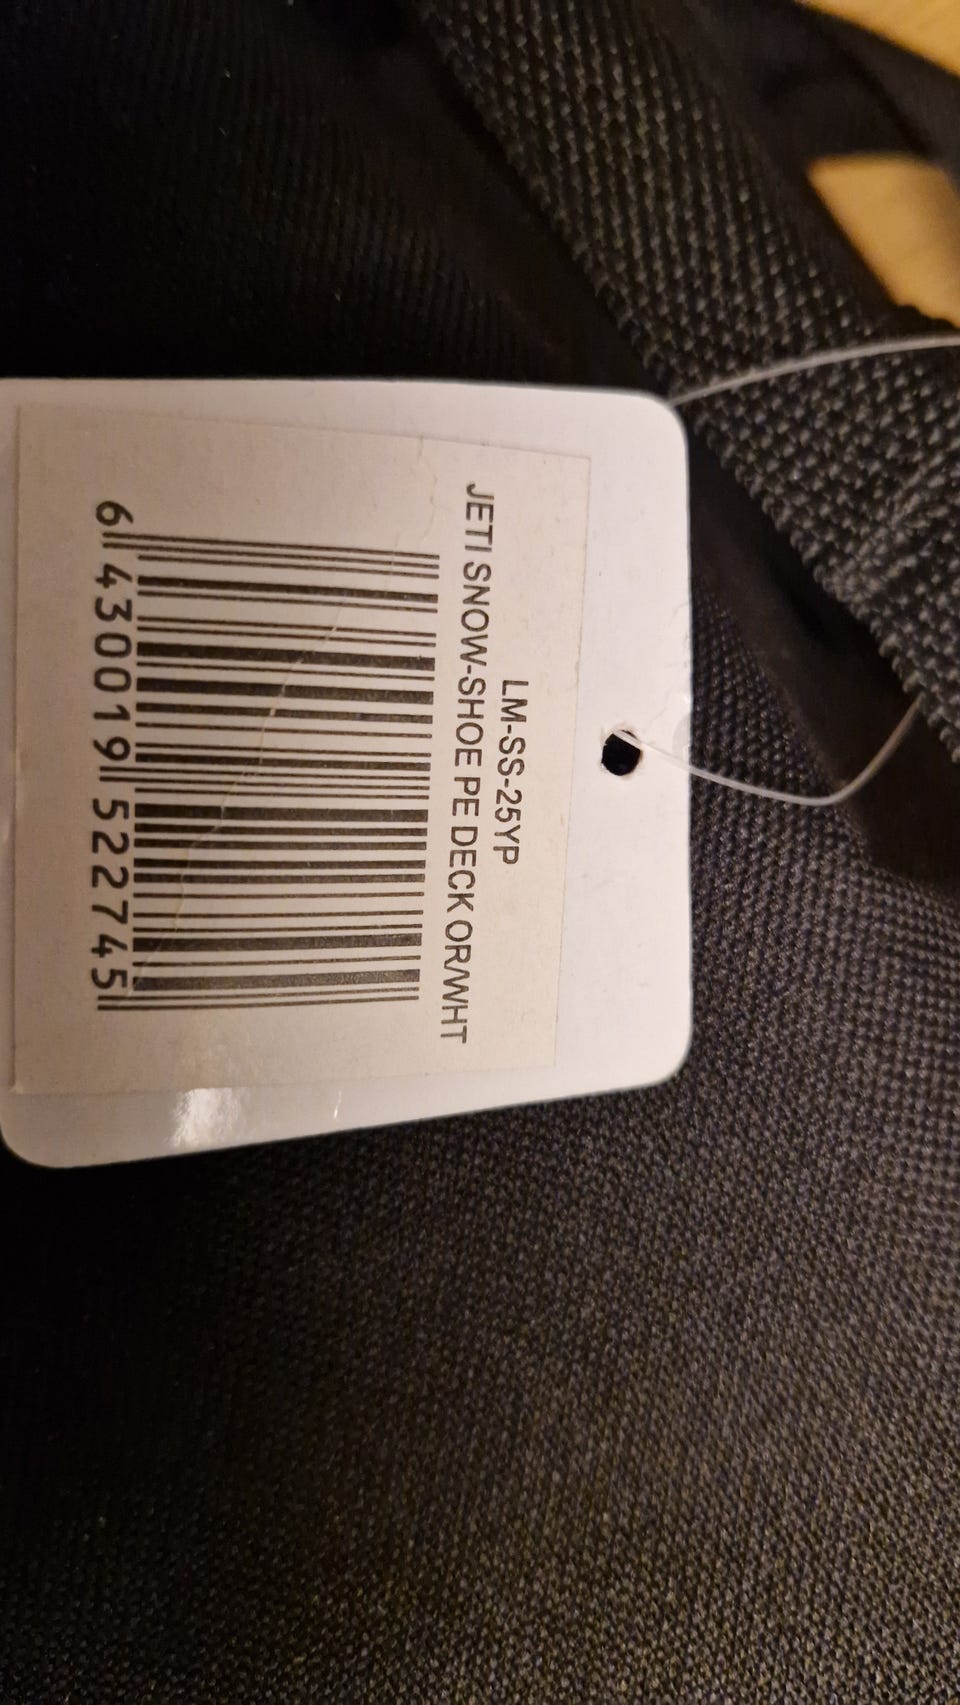 LM-SS-25YP
JETI SNOW-SHOE PE DECK OR/WHT
6 430019 522745